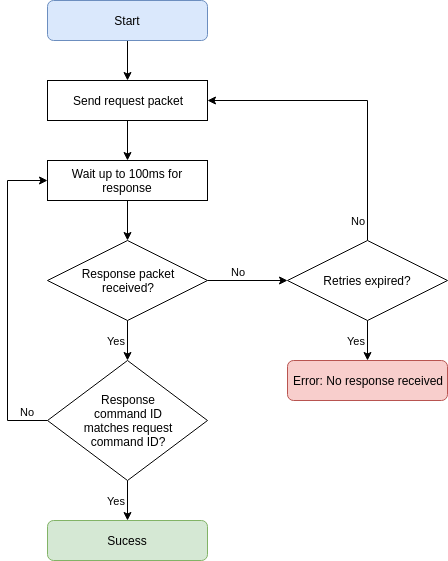 Start
Send request packet
Wait up to 100ms for
response
No
Response packet
received?
No
Retries expired?
Yes
Yes
Error: No response received
Response
command ID
matches request
command ID?
No
Yes
Sucess